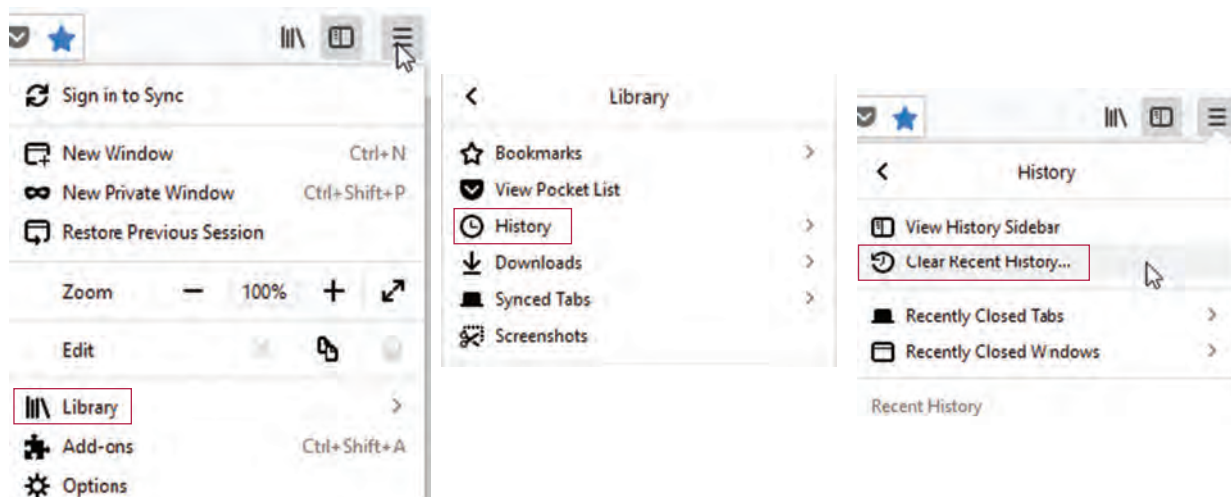 Sign in to Sync
New Window Ctrl+N
New Private Window Ctrl+Shift+P
Restore Previous Session
Zoom 100%
Edit
Library
Add-ons Ctrl+Shift+A
Options
Library
Bookmarks
View Pocket List
History
Downloads
Synced Tabs
Screenshots
History
View History Sidebar
Clear Recent History...
Recently Closed Tabs
Recently Closed Windows
Recent History